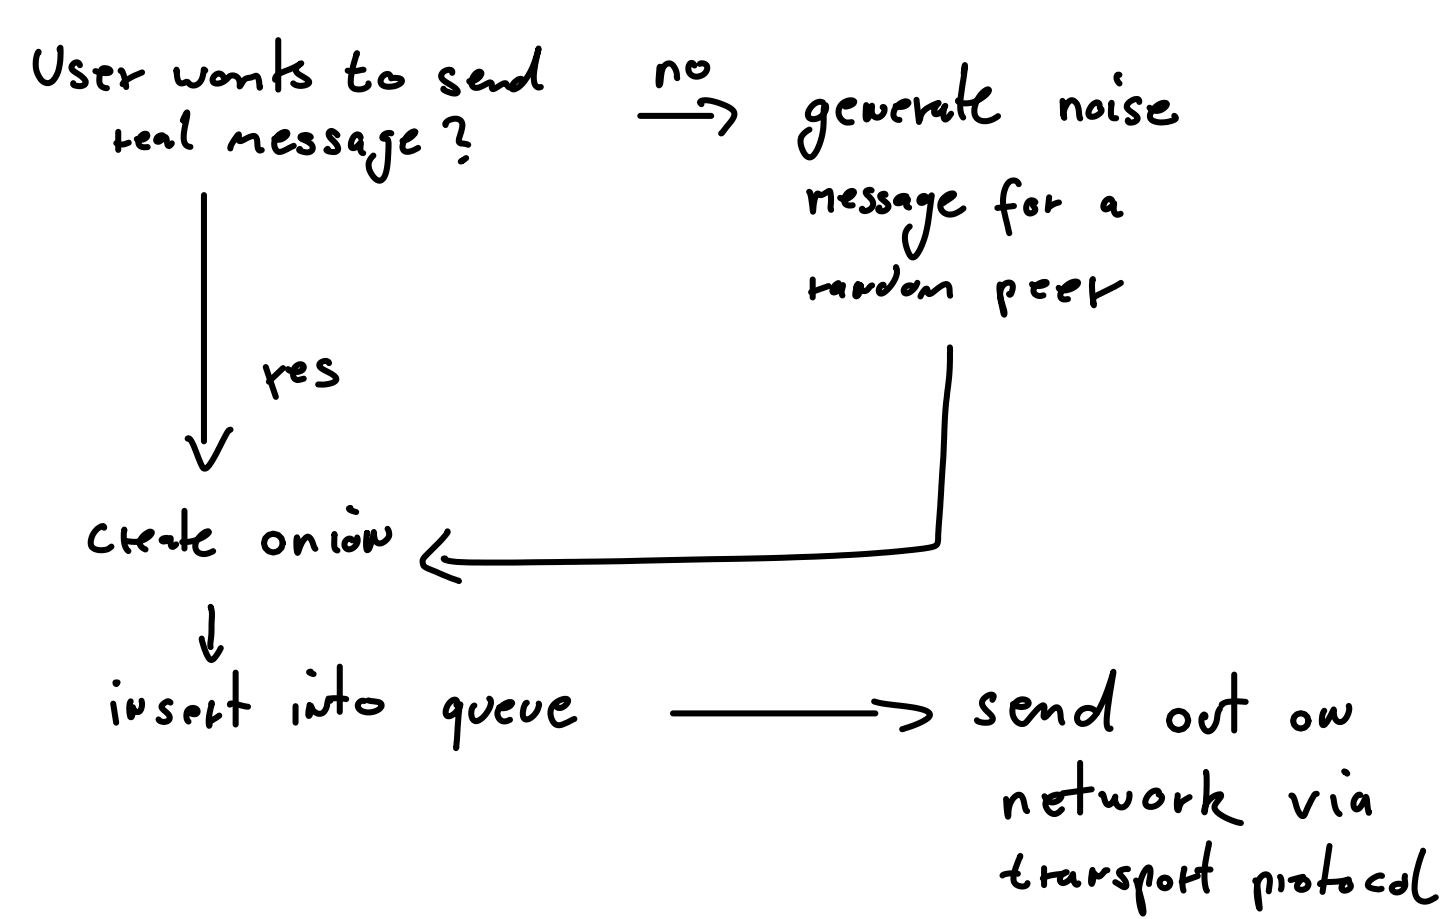 User wants to send
real message?
no
generate noise
message for a
random peer
yes
create onion
insert into queue
send out on
network via
transport protocol